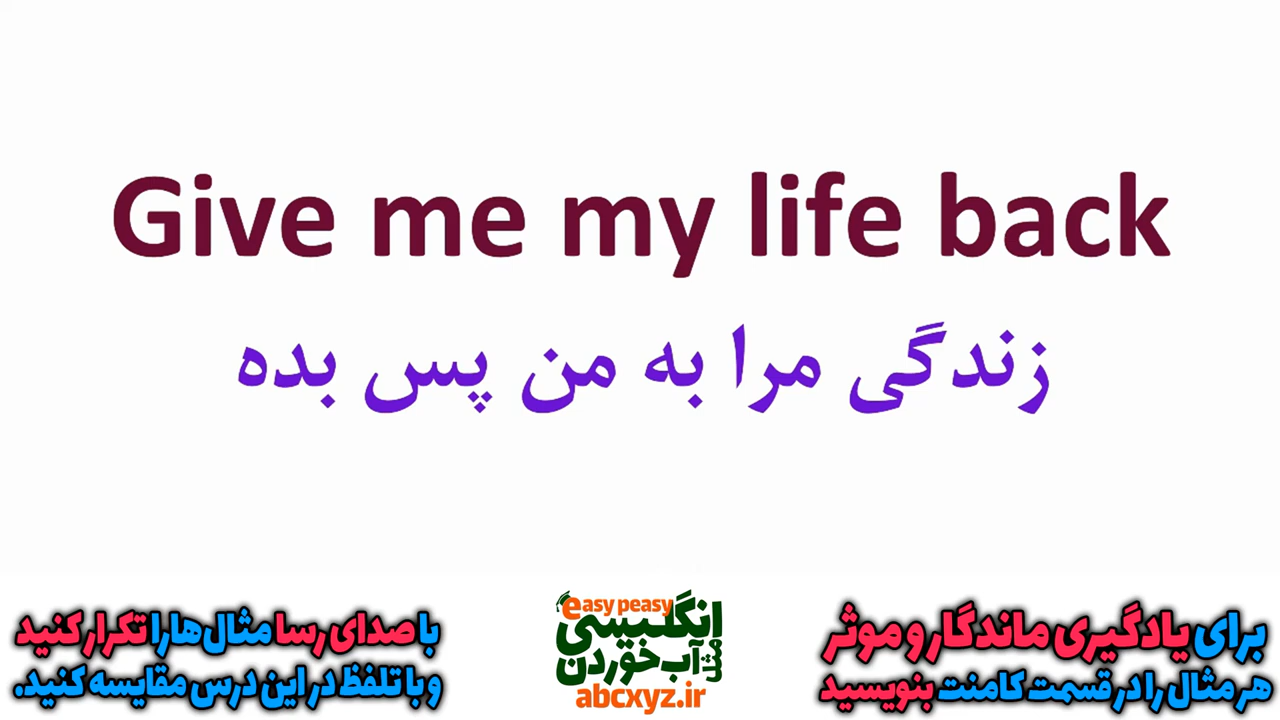 Give me my life back
زندگی مرا به من پس بده
با صدای رسا مثال‌ها را تکرار کنید
و با تلفظ در این درس مقایسه کنید.
easy peasy
انگلیسی
مثل
آب خوردن
abcxyz.ir
برای یادگیری ماندگار و موثر
هر مثال را در قسمت کامنت بنویسید